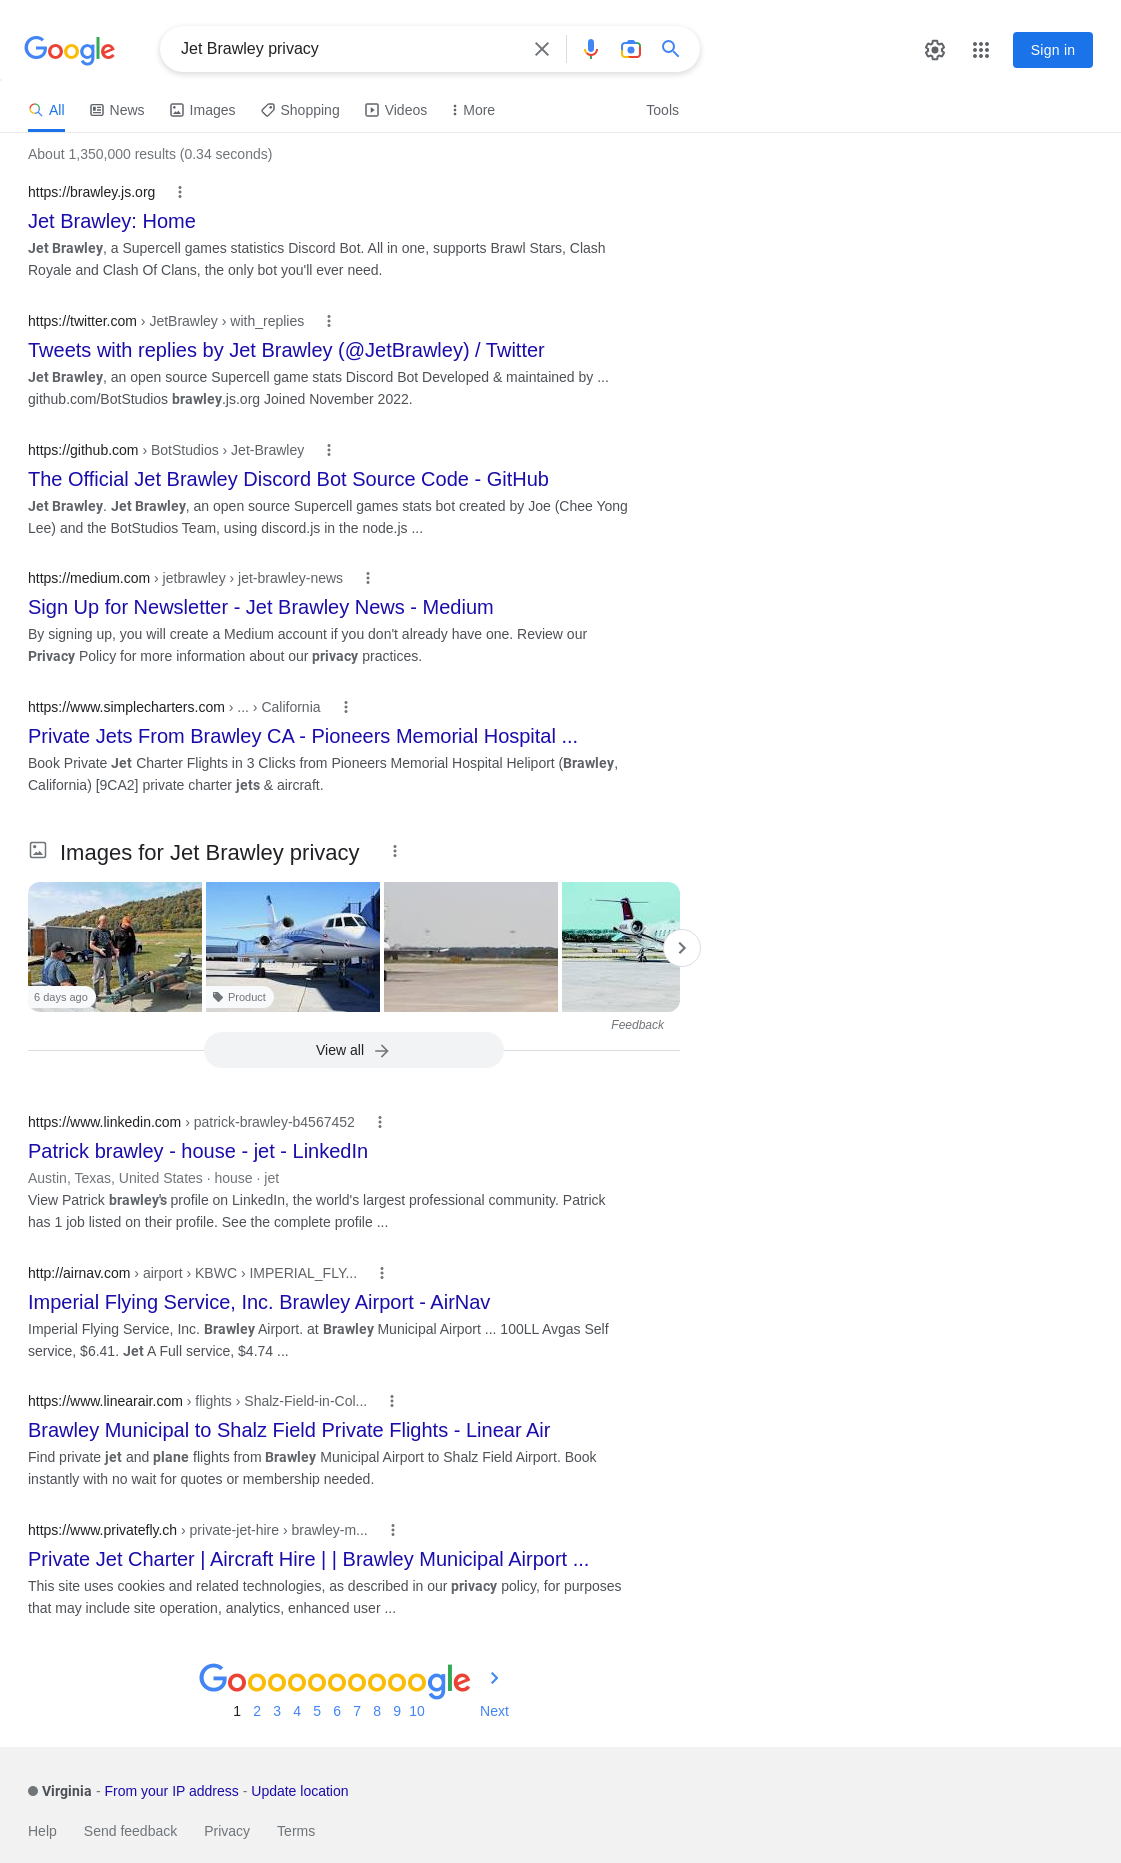 Google
Jet Brawley privacy
Sign in
All News Images Shopping Videos More Tools
About 1,350,000 results (0.34 seconds)
https://brawley.js.org
Jet Brawley: Home
Jet Brawley, a Supercell games statistics Discord Bot. All in one, supports Brawl Stars, Clash
Royale and Clash Of Clans, the only bot you'll ever need.
https://twitter.com › JetBrawley › with_replies
Tweets with replies by Jet Brawley (@JetBrawley) / Twitter
Jet Brawley, an open source Supercell game stats Discord Bot Developed & maintained by ...
github.com/BotStudios brawley.js.org Joined November 2022.
https://github.com › BotStudios › Jet-Brawley
The Official Jet Brawley Discord Bot Source Code - GitHub
Jet Brawley. Jet Brawley, an open source Supercell games stats bot created by Joe (Chee Yong
Lee) and the BotStudios Team, using discord.js in the node.js ...
https://medium.com › jetbrawley › jet-brawley-news
Sign Up for Newsletter - Jet Brawley News - Medium
By signing up, you will create a Medium account if you don't already have one. Review our
Privacy Policy for more information about our privacy practices.
https://www.simplecharters.com › ... › California
Private Jets From Brawley CA - Pioneers Memorial Hospital ...
Book Private Jet Charter Flights in 3 Clicks from Pioneers Memorial Hospital Heliport (Brawley,
California) [9CA2] private charter jets & aircraft.
Images for Jet Brawley privacy
6 days ago
Product
Feedback
View all
https://www.linkedin.com › patrick-brawley-b4567452
Patrick brawley - house - jet - LinkedIn
Austin, Texas, United States · house · jet
View Patrick brawley's profile on LinkedIn, the world's largest professional community. Patrick
has 1 job listed on their profile. See the complete profile ...
http://airnav.com › airport › KBWC › IMPERIAL_FLY...
Imperial Flying Service, Inc. Brawley Airport - AirNav
Imperial Flying Service, Inc. Brawley Airport. at Brawley Municipal Airport ... 100LL Avgas Self
service, $6.41. Jet A Full service, $4.74 ...
https://www.linearair.com › flights › Shalz-Field-in-Col...
Brawley Municipal to Shalz Field Private Flights - Linear Air
Find private jet and plane flights from Brawley Municipal Airport to Shalz Field Airport. Book
instantly with no wait for quotes or membership needed.
https://www.privatefly.ch › private-jet-hire › brawley-m...
Private Jet Charter | Aircraft Hire | | Brawley Municipal Airport ...
This site uses cookies and related technologies, as described in our privacy policy, for purposes
that may include site operation, analytics, enhanced user ...
Goooooooooogle
1 2 3 4 5 6 7 8 9 10 Next
Virginia - From your IP address - Update location
Help Send feedback Privacy Terms